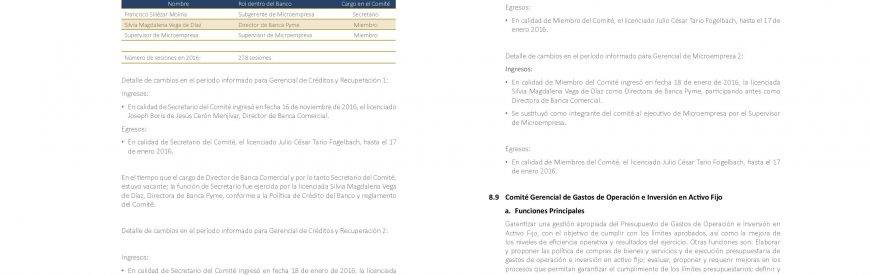 Nombre Rol dentro del Banco Cargo en el Comité
Francisco Siliézar Molina Subgerente de Microempresa Secretario
Silvia Magdalena Vega de Díaz Director de Banca Pyme Miembro
Supervisor de Microempresa Supervisor de Microempresa Miembro
Número de sesiones en 2016: 278 sesiones
Detalle de cambios en el período informado para Gerencial de Créditos y Recuperación 1:
Ingresos:
• En calidad de Secretario del Comité ingresó en fecha 16 de noviembre de 2016, el licenciado
Joseph Boris de Jesús Cerón Menjívar, Director de Banca Comercial.
Egresos:
• En calidad de Secretario del Comité, el licenciado Julio César Tario Fogelbach, hasta el 17
de enero 2016.
En el tiempo que el cargo de Director de Banca Comercial y por lo tanto Secretario del Comité,
estuvo vacante; la función de Secretario fue ejercida por la licenciada Silvia Magdalena Vega
de Díaz, Directora de Banca Pyme, conforme a la Política de Crédito del Banco y reglamento
del Comité.
Detalle de cambios en el período informado para Gerencial de Créditos y Recuperación 2:
Ingresos:
• En calidad de Secretario del Comité ingresó en fecha 18 de enero de 2016, la licenciada
Egresos:
• En calidad de Miembro del Comité, el licenciado Julio César Tario Fogelbach, hasta el 17 de
enero 2016.
Detalle de cambios en el período informado para Gerencial de Microempresa 2:
Ingresos:
• En calidad de Miembro del Comité ingresó en fecha 18 de enero de 2016, la licenciada
Silvia Magdalena Vega de Díaz como Directora de Banca Pyme, participando antes como
Directora de Banca Comercial.
• Se sustituyó como integrante del comité al ejecutivo de Microempresa por el Supervisor
de Microempresa.
Egresos:
• En calidad de Miembros del Comité, el licenciado Julio César Tario Fogelbach, hasta el 17
de enero 2016.
8.9 Comité Gerencial de Gastos de Operación e Inversión en Activo Fijo
a. Funciones Principales
Garantizar una gestión apropiada del Presupuesto de Gastos de Operación e Inversión en
Activo Fijo, con el objetivo de cumplir con los límites aprobados, así como la mejora de
los niveles de eficiencia operativa y resultados del ejercicio. Otras funciones son: Elaborar
y proponer las política de compras de bienes y servicios y de ejecución presupuestaria de
gastos de operación e inversión en activo fijo; evaluar, proponer y requerir mejoras en los
procesos que permitan garantizar el cumplimiento de los límites presupuestarios; definir y